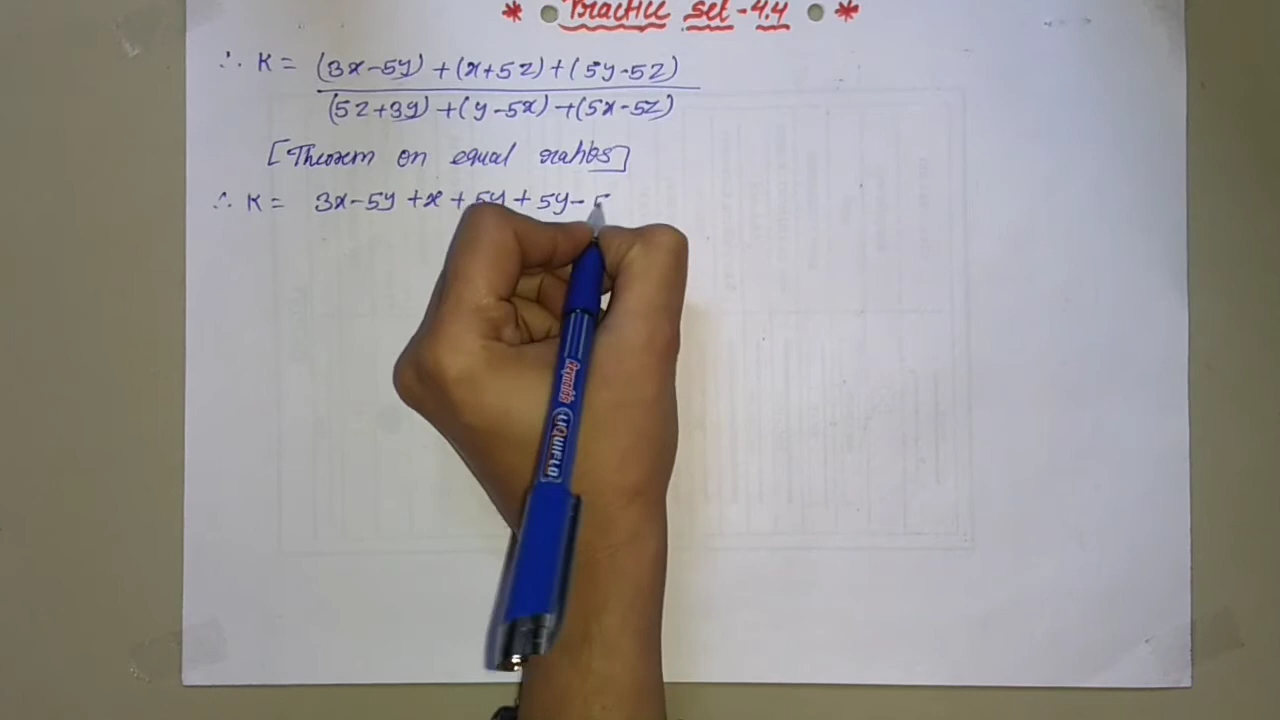 * Practice set-4.4 *
∴ K = (3x-5y) + (x+5z) + (5y-5z)
(5z+3y) + (y-5x) + (5x-5z)
[Theorem on equal ratios]
∴ K = 3x-5y + x + 5y + 5y - 5
Reynolds LIQUIFLO